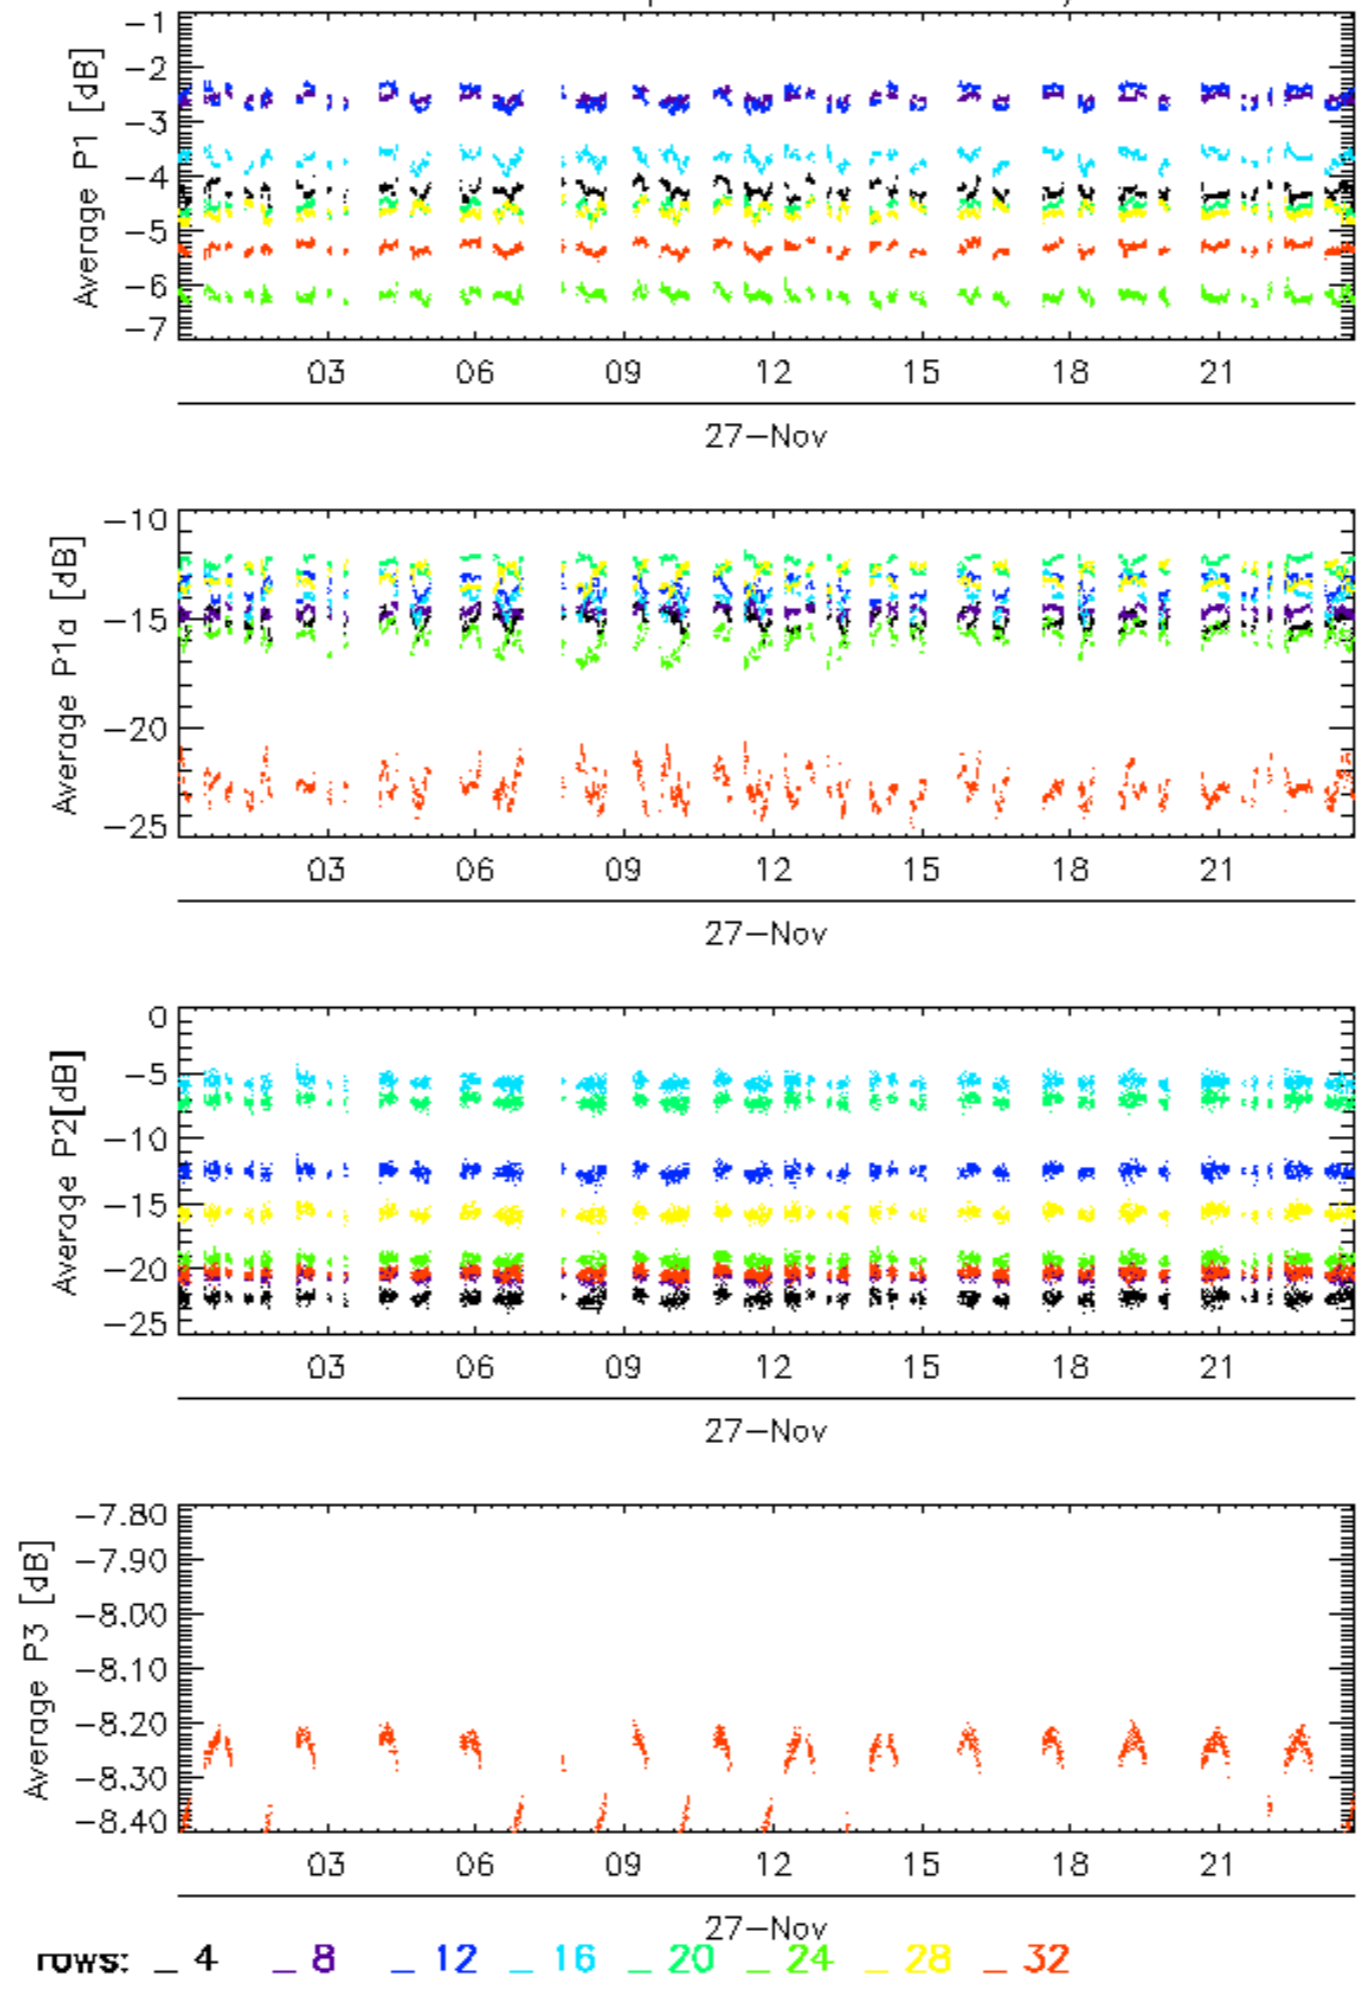 Average P1 [dB]
−1
−2
−3
−4
−5
−6
−7
03 06 09 12 15 18 21
27−Nov
Average P1a [dB]
−10
−15
−20
−25
03 06 09 12 15 18 21
27−Nov
Average P2[dB]
0
−5
−10
−15
−20
−25
03 06 09 12 15 18 21
27−Nov
Average P3 [dB]
−7.80
−7.90
−8.00
−8.10
−8.20
−8.30
−8.40
03 06 09 12 15 18 21
27−Nov
rows: _ 4 _ 8 _ 12 _ 16 _ 20 _ 24 _ 28 _ 32